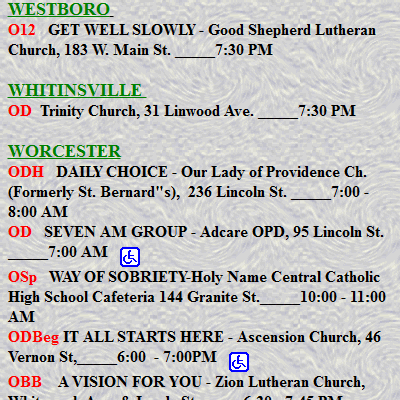 WESTBORO
O12 GET WELL SLOWLY - Good Shepherd Lutheran
Church, 183 W. Main St. _____7:30 PM
WHITINSVILLE
OD Trinity Church, 31 Linwood Ave. _____7:30 PM
WORCESTER
ODH DAILY CHOICE - Our Lady of Providence Ch.
(Formerly St. Bernard"s), 236 Lincoln St. _____7:00 -
8:00 AM
OD SEVEN AM GROUP - Adcare OPD, 95 Lincoln St.
_____7:00 AM
OSp WAY OF SOBRIETY-Holy Name Central Catholic
High School Cafeteria 144 Granite St._____10:00 - 11:00
AM
ODBeg IT ALL STARTS HERE - Ascension Church, 46
Vernon St,_____6:00 - 7:00PM
OBB A VISION FOR YOU - Zion Lutheran Church,